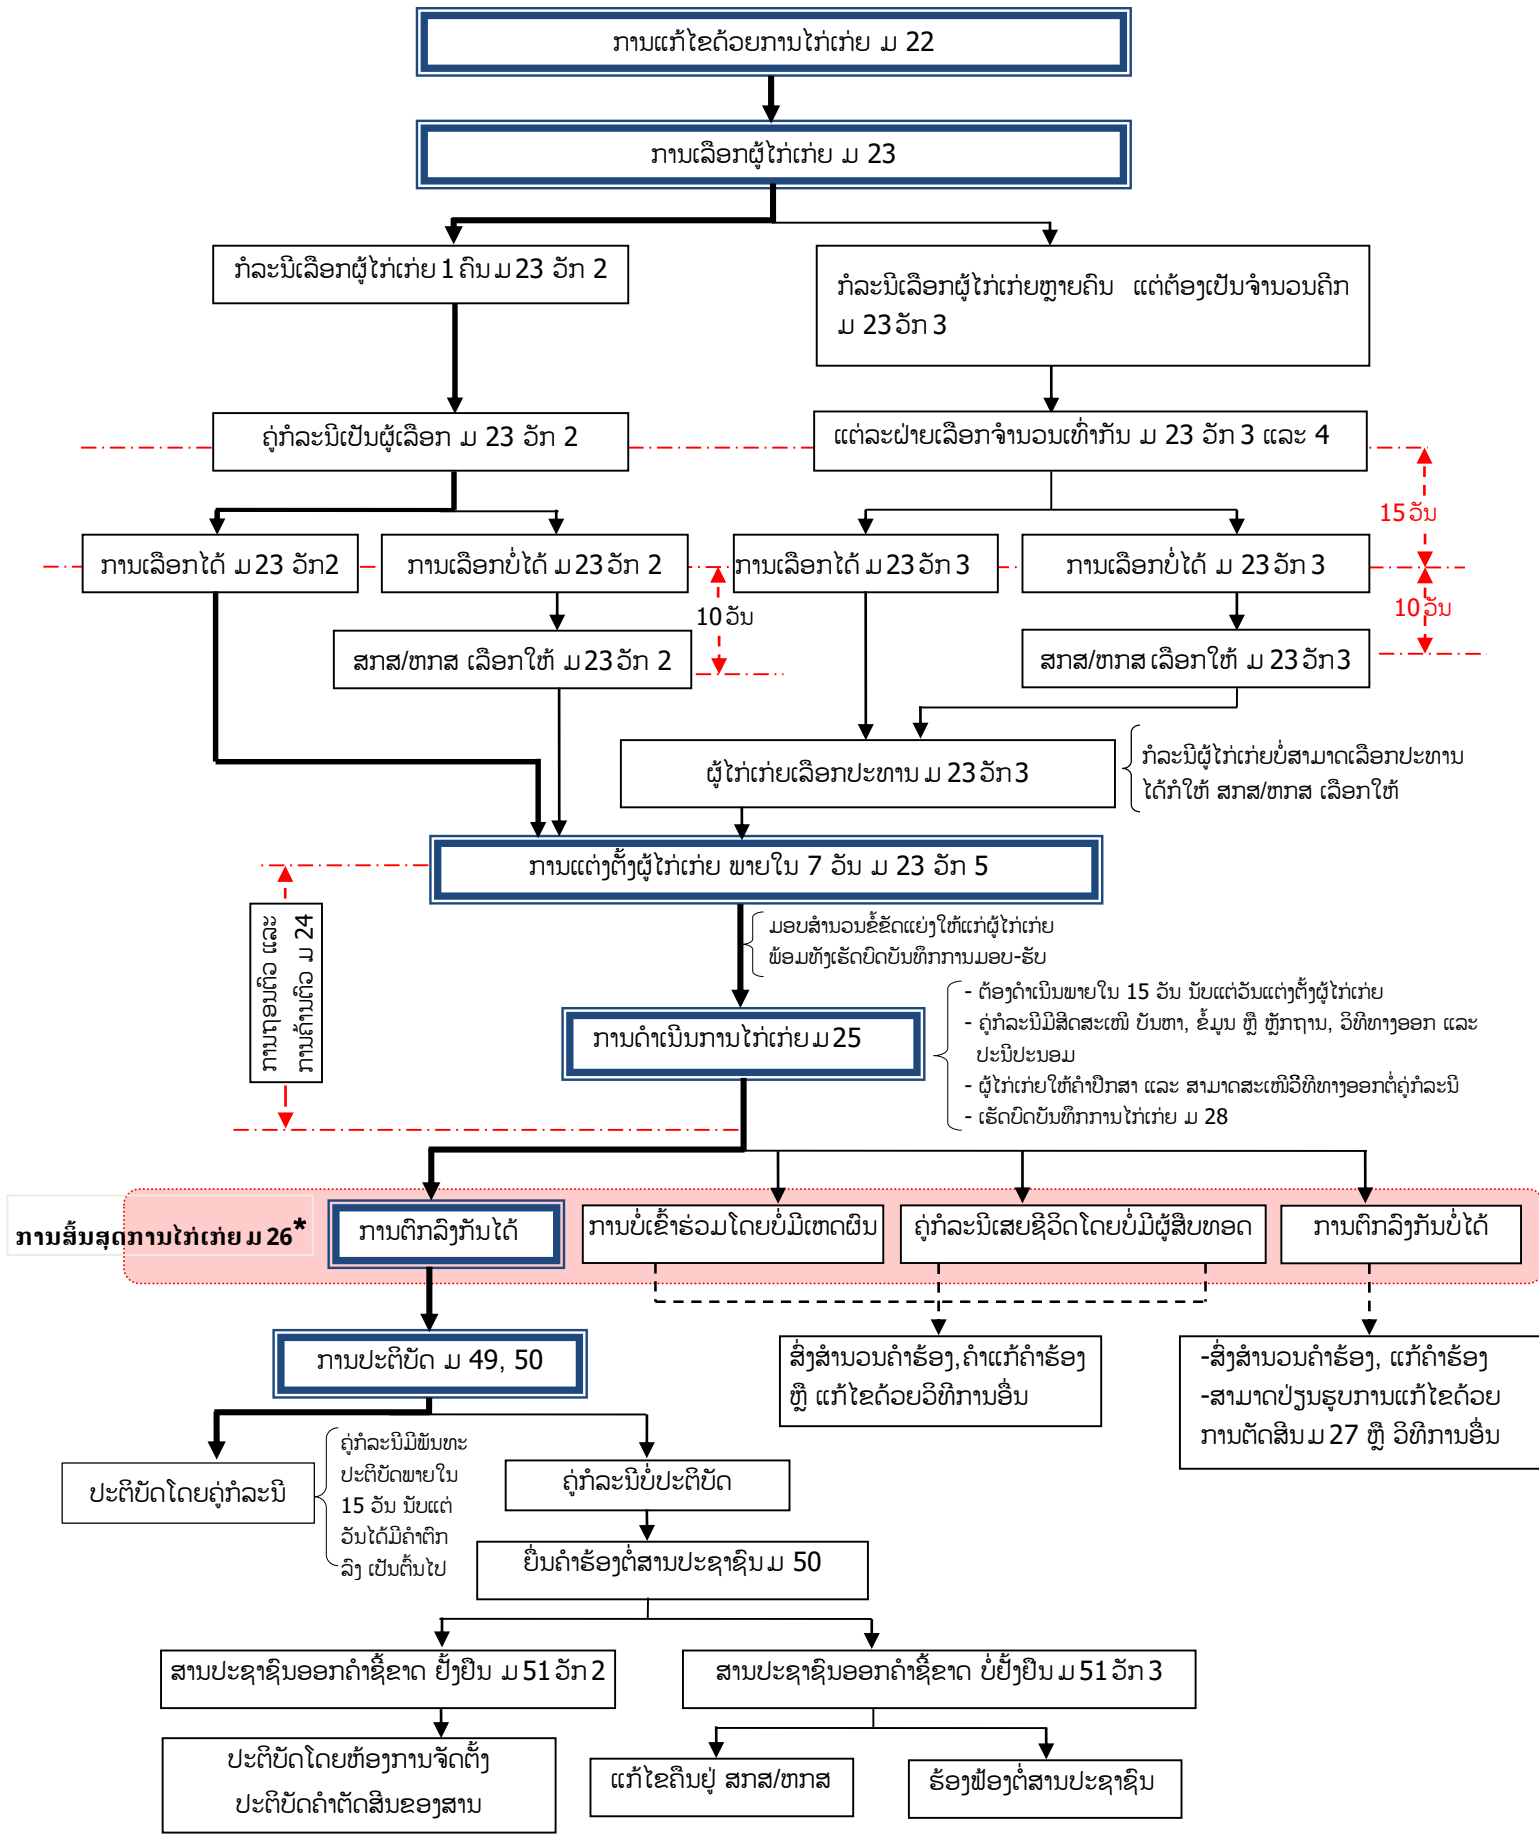 ການແກ້ໄຂດ້ວຍການໄກ່ເກ່ຍ ມ 22
ການເລືອກຜູ້ໄກ່ເກ່ຍ ມ 23
ກໍລະນີເລືອກຜູ້ໄກ່ເກ່ຍ 1 ຄົນ ມ 23 ວັກ 2
ກໍລະນີເລືອກຜູ້ໄກ່ເກ່ຍຫຼາຍຄົນ ແຕ່ຕ້ອງເປັນຈຳນວນຄີກ
ມ 23 ວັກ 3
ຄູ່ກໍລະນີເປັນຜູ້ເລືອກ ມ 23 ວັກ 2
ແຕ່ລະຝ່າຍເລືອກຈຳນວນເທົ່າກັນ ມ 23 ວັກ 3 ແລະ 4
15 ວັນ
ການເລືອກໄດ້ ມ 23 ວັກ2
ການເລືອກບໍ່ໄດ້ ມ 23 ວັກ 2
ການເລືອກໄດ້ ມ 23 ວັກ 3
ການເລືອກບໍ່ໄດ້ ມ 23 ວັກ 3
10 ວັນ
10 ວັນ
ສກສ/ຫກສ ເລືອກໃຫ້ ມ 23 ວັກ 2
ສກສ/ຫກສ ເລືອກໃຫ້ ມ 23 ວັກ 3
ຜູ້ໄກ່ເກ່ຍເລືອກປະທານ ມ 23 ວັກ 3
ກໍລະນີຜູ້ໄກ່ເກ່ຍບໍ່ສາມາດເລືອກປະທານ
ໄດ້ກໍໃຫ້ ສກສ/ຫກສ ເລືອກໃຫ້
ການແຕ່ງຕັ້ງຜູ້ໄກ່ເກ່ຍ ພາຍໃນ 7 ວັນ ມ 23 ວັກ 5
ການຖອນຕົວ ແລະ
ການຄ້ານຕົວ ມ 24
ມອບສຳນວນຂໍ້ຂັດແຍ່ງໃຫ້ແກ່ຜູ້ໄກ່ເກ່ຍ
ພ້ອມທັງເຮັດບົດບັນທຶກການມອບ-ຮັບ
ການດຳເນີນການໄກ່ເກ່ຍ ມ 25
- ຕ້ອງດຳເນີນພາຍໃນ 15 ວັນ ນັບແຕ່ວັນແຕ່ງຕັ້ງຜູ້ໄກ່ເກ່ຍ
- ຄູ່ກໍລະນີມີສິດສະເໜີ ບັນຫາ, ຂໍ້ມູນ ຫຼື ຫຼັກຖານ, ວິທີທາງອອກ ແລະ
ປະນີປະນອມ
- ຜູ້ໄກ່ເກ່ຍໃຫ້ຄຳປຶກສາ ແລະ ສາມາດສະເໜີວິທີທາງອອກຕໍ່ຄູ່ກໍລະນີ
- ເຮັດບົດບັນທຶກການໄກ່ເກ່ຍ ມ 28
ການສິ້ນສຸດການໄກ່ເກ່ຍ ມ 26*
ການຕົກລົງກັນໄດ້
ການບໍ່ເຂົ້າຮ່ວມໂດຍບໍ່ມີເຫດຜົນ
ຄູ່ກໍລະນີເສຍຊີວິດໂດຍບໍ່ມີຜູ້ສືບທອດ
ການຕົກລົງກັນບໍ່ໄດ້
ການປະຕິບັດ ມ 49, 50
ສົ່ງສຳນວນຄຳຮ້ອງ,ຄຳແກ້ຄຳຮ້ອງ
ຫຼື ແກ້ໄຂດ້ວຍວິທີການອື່ນ
-ສົ່ງສຳນວນຄຳຮ້ອງ, ແກ້ຄຳຮ້ອງ
-ສາມາດປ່ຽນຮູບການແກ້ໄຂດ້ວຍ
ການຕັດສີນ ມ 27 ຫຼື ວິທີການອື່ນ
ປະຕິບັດໂດຍຄູ່ກໍລະນີ
ຄູ່ກໍລະນີມີພັນທະ
ປະຕິບັດພາຍໃນ
15 ວັນ ນັບແຕ່
ວັນໄດ້ມີຄຳຕົກ
ລົງ ເປັນຕົ້ນໄປ
ຄູ່ກໍລະນີບໍ່ປະຕິບັດ
ຍື່ນຄຳຮ້ອງຕໍ່ສານປະຊາຊົນ ມ 50
ສານປະຊາຊົນອອກຄຳຊີ້ຂາດ ຢັ້ງຢືນ ມ 51 ວັກ 2
ສານປະຊາຊົນອອກຄຳຊີ້ຂາດ ບໍ່ຢັ້ງຢືນ ມ 51 ວັກ 3
ປະຕິບັດໂດຍຫ້ອງການຈັດຕັ້ງ
ປະຕິບັດຄຳຕັດສີນຂອງສານ
ແກ້ໄຂຄືນຢູ່ ສກສ/ຫກສ
ຮ້ອງຟ້ອງຕໍ່ສານປະຊາຊົນ